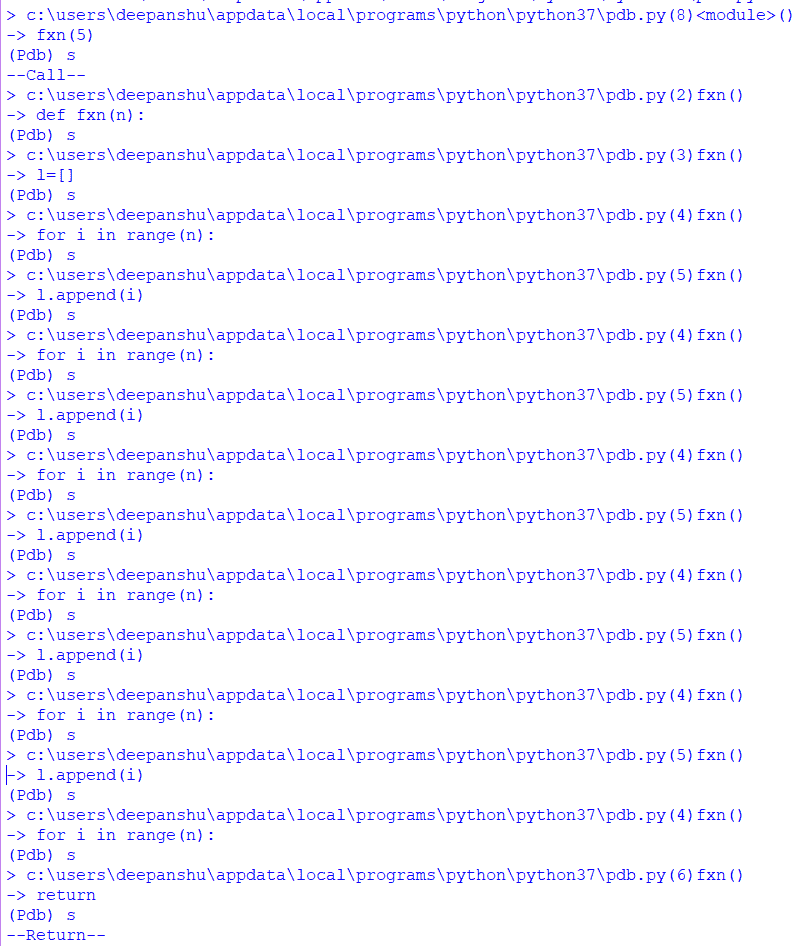 > c:\users\deepanshu\appdata\local\programs\python\python37\pdb.py(8)<module>()
-> fxn(5)
(Pdb) s
--Call--
> c:\users\deepanshu\appdata\local\programs\python\python37\pdb.py(2)fxn()
-> def fxn(n):
(Pdb) s
> c:\users\deepanshu\appdata\local\programs\python\python37\pdb.py(3)fxn()
-> l=[]
(Pdb) s
> c:\users\deepanshu\appdata\local\programs\python\python37\pdb.py(4)fxn()
-> for i in range(n):
(Pdb) s
> c:\users\deepanshu\appdata\local\programs\python\python37\pdb.py(5)fxn()
-> l.append(i)
(Pdb) s
> c:\users\deepanshu\appdata\local\programs\python\python37\pdb.py(4)fxn()
-> for i in range(n):
(Pdb) s
> c:\users\deepanshu\appdata\local\programs\python\python37\pdb.py(5)fxn()
-> l.append(i)
(Pdb) s
> c:\users\deepanshu\appdata\local\programs\python\python37\pdb.py(4)fxn()
-> for i in range(n):
(Pdb) s
> c:\users\deepanshu\appdata\local\programs\python\python37\pdb.py(5)fxn()
-> l.append(i)
(Pdb) s
> c:\users\deepanshu\appdata\local\programs\python\python37\pdb.py(4)fxn()
-> for i in range(n):
(Pdb) s
> c:\users\deepanshu\appdata\local\programs\python\python37\pdb.py(5)fxn()
-> l.append(i)
(Pdb) s
> c:\users\deepanshu\appdata\local\programs\python\python37\pdb.py(4)fxn()
-> for i in range(n):
(Pdb) s
> c:\users\deepanshu\appdata\local\programs\python\python37\pdb.py(5)fxn()
-> l.append(i)
(Pdb) s
> c:\users\deepanshu\appdata\local\programs\python\python37\pdb.py(4)fxn()
-> for i in range(n):
(Pdb) s
> c:\users\deepanshu\appdata\local\programs\python\python37\pdb.py(6)fxn()
-> return
(Pdb) s
--Return--